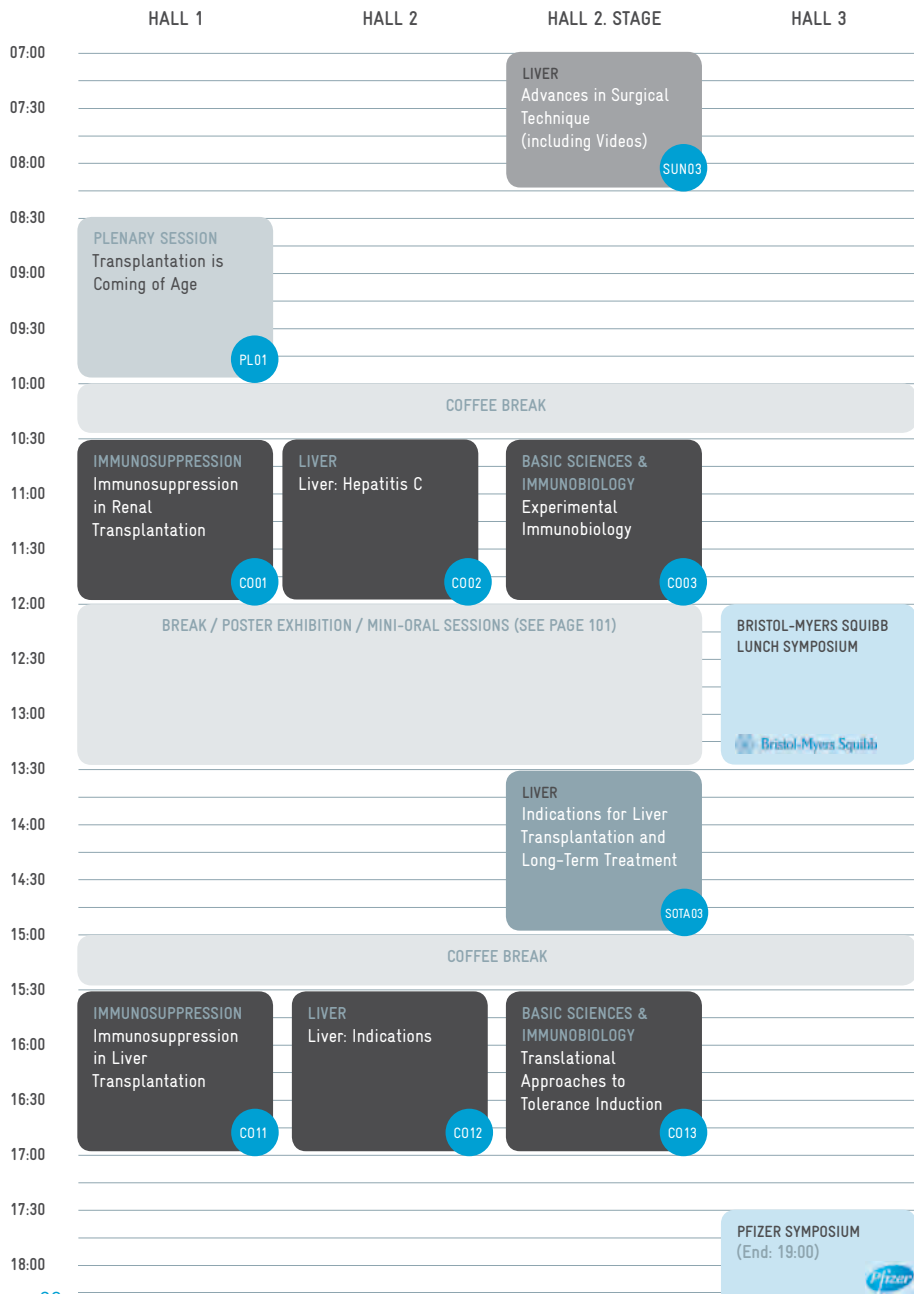 HALL 1
HALL 2
HALL 2. STAGE
HALL 3
07:00
LIVER
Advances in Surgical
Technique
(including Videos)
SUN03
07:30
08:00
08:30
PLENARY SESSION
Transplantation is
Coming of Age
PL01
09:00
09:30
10:00
COFFEE BREAK
10:30
IMMUNOSUPPRESSION
Immunosuppression
in Renal
Transplantation
CO01
LIVER
Liver: Hepatitis C
CO02
BASIC SCIENCES &
IMMUNOBIOLOGY
Experimental
Immunobiology
CO03
11:00
11:30
12:00
BREAK / POSTER EXHIBITION / MINI-ORAL SESSIONS (SEE PAGE 101)
BRISTOL-MYERS SQUIBB
LUNCH SYMPOSIUM
Bristol-Myers Squibb
12:30
13:00
13:30
LIVER
Indications for Liver
Transplantation and
Long-Term Treatment
SOTA03
14:00
14:30
15:00
COFFEE BREAK
15:30
IMMUNOSUPPRESSION
Immunosuppression
in Liver
Transplantation
CO11
LIVER
Liver: Indications
CO12
BASIC SCIENCES &
IMMUNOBIOLOGY
Translational
Approaches to
Tolerance Induction
CO13
16:00
16:30
17:00
17:30
PFIZER SYMPOSIUM
(End: 19:00)
Pfizer
18:00